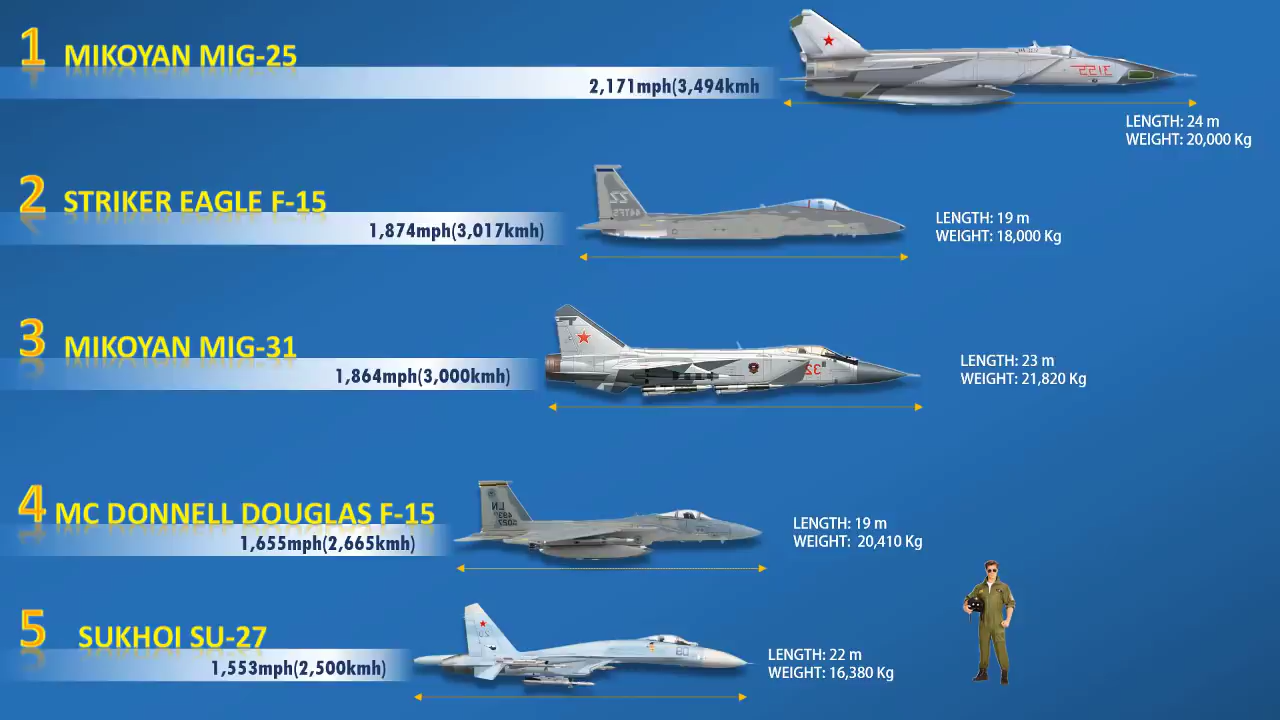 1 MIKOYAN MIG-25
2,171mph(3,494kmh
LENGTH: 24 m
WEIGHT: 20,000 Kg
2 STRIKER EAGLE F-15
1,874mph(3,017kmh)
LENGTH: 19 m
WEIGHT: 18,000 Kg
3 MIKOYAN MIG-31
1,864mph(3,000kmh)
LENGTH: 23 m
WEIGHT: 21,820 Kg
4 MC DONNELL DOUGLAS F-15
1,655mph(2,665kmh)
LENGTH: 19 m
WEIGHT: 20,410 Kg
5 SUKHOI SU-27
1,553mph(2,500kmh)
LENGTH: 22 m
WEIGHT: 16,380 Kg